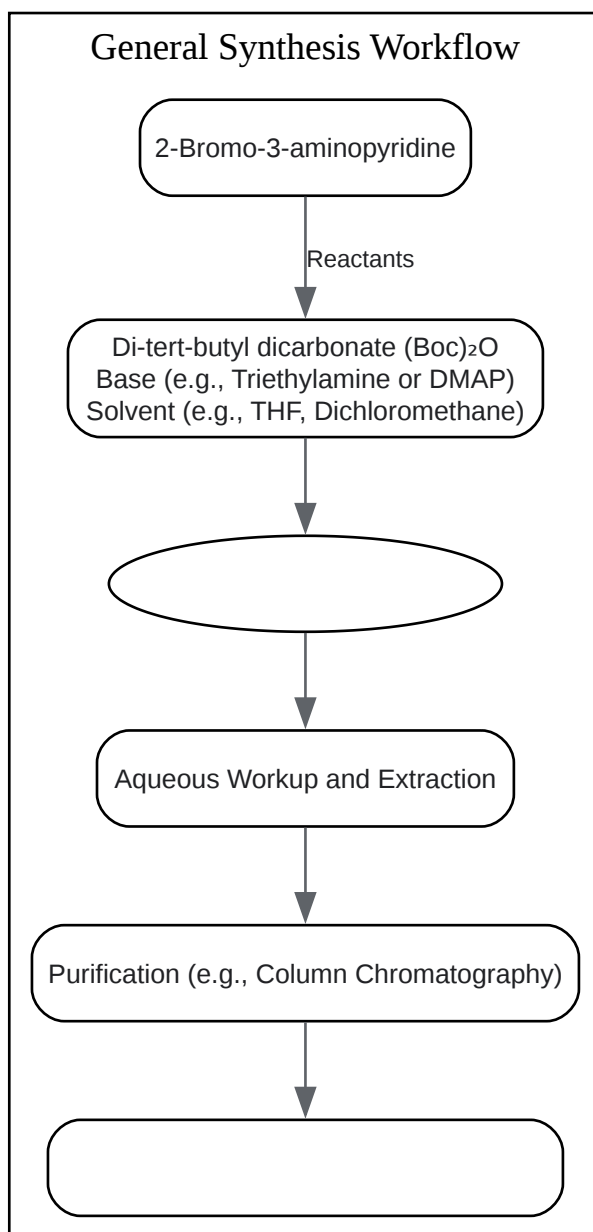 General Synthesis Workflow
2-Bromo-3-aminopyridine
Reactants
Di-tert-butyl dicarbonate (Boc)₂O
Base (e.g., Triethylamine or DMAP)
Solvent (e.g., THF, Dichloromethane)
Aqueous Workup and Extraction
Purification (e.g., Column Chromatography)